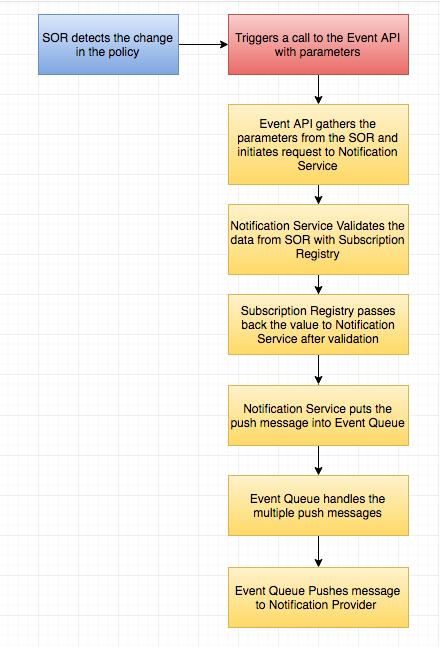 SOR detects the change
in the policy
Triggers a call to the Event API
with parameters
Event API gathers the
parameters from the SOR and
initiates request to Notification
Service
Notification Service Validates the
data from SOR with Subscription
Registry
Subscription Registry passes
back the value to Notification
Service after validation
Notification Service puts the
push message into Event Queue
Event Queue handles the
multiple push messages
Event Queue Pushes message
to Notification Provider